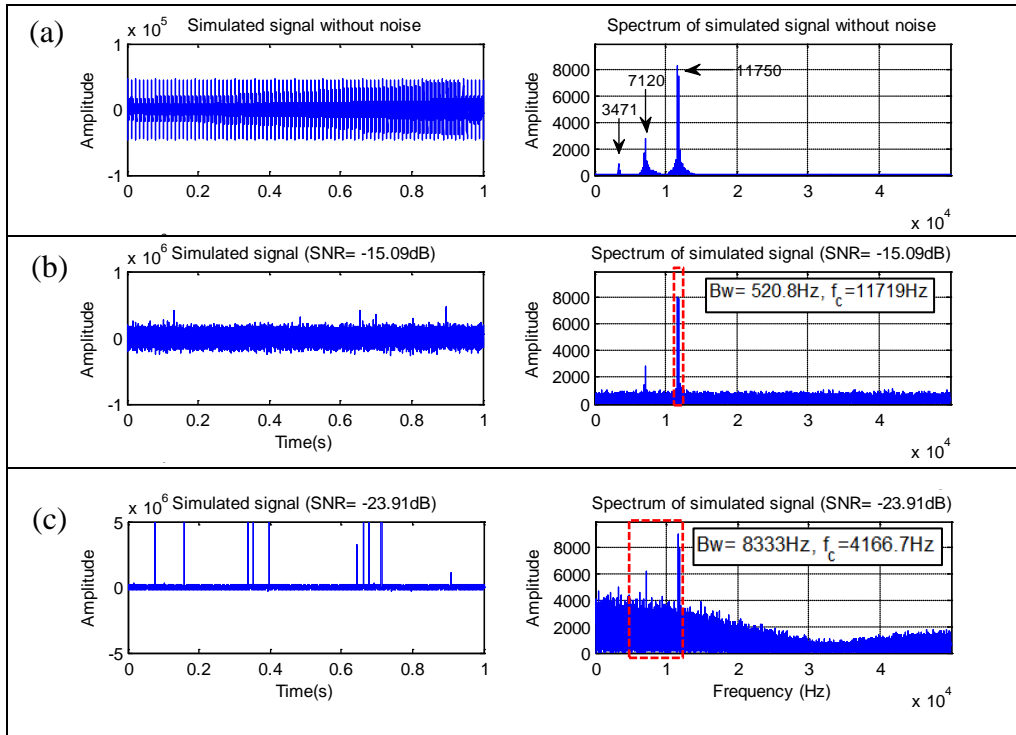 (a)
x 10^5 Simulated signal without noise
Amplitude
1
0
-1
0 0.2 0.4 0.6 0.8 1
Spectrum of simulated signal without noise
Amplitude
8000
6000
4000
2000
0
3471
7120
11750
0 1 2 3 4
x 10^4
(b)
x 10^6 Simulated signal (SNR= -15.09dB)
Amplitude
1
0
-1
0 0.2 0.4 0.6 0.8 1
Time(s)
Spectrum of simulated signal (SNR= -15.09dB)
Amplitude
8000
6000
4000
2000
0
Bw= 520.8Hz, f_c=11719Hz
0 1 2 3 4
x 10^4
(c)
x 10^6 Simulated signal (SNR= -23.91dB)
Amplitude
5
0
-5
0 0.2 0.4 0.6 0.8 1
Time(s)
Spectrum of simulated signal (SNR= -23.91dB)
Amplitude
8000
6000
4000
2000
0
Bw= 8333Hz, f_c=4166.7Hz
0 1 2 3 4
Frequency (Hz)
x 10^4